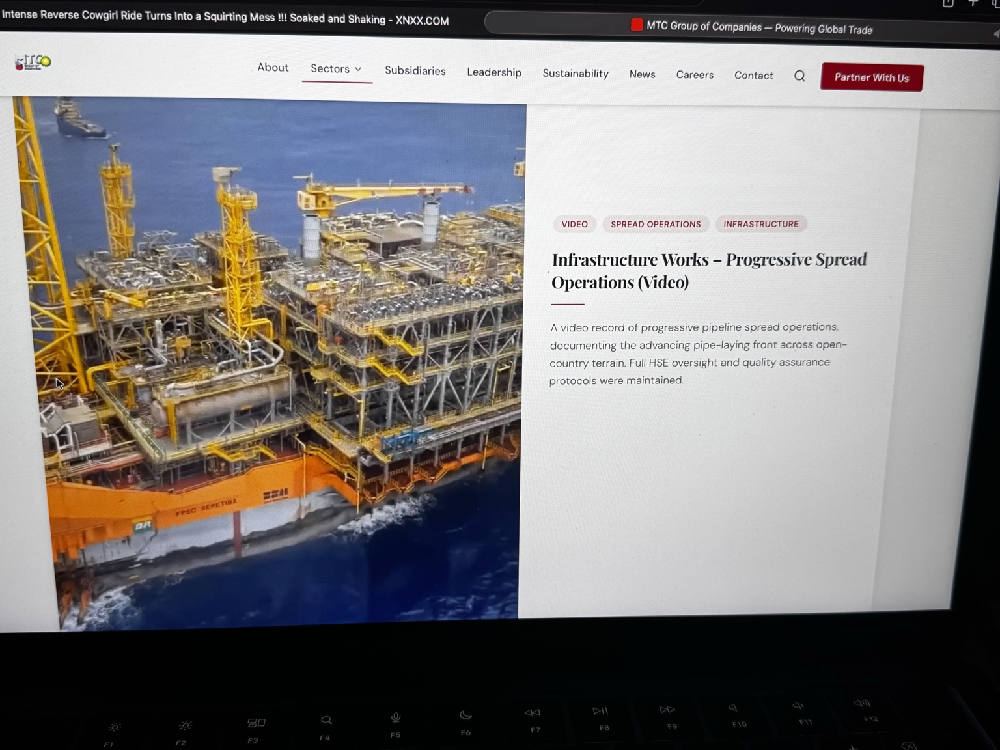 Intense Reverse Cowgirl Ride Turns Into a Squirting Mess !!! Soaked and Shaking - XNXX.COM
MTC Group of Companies — Powering Global Trade
MTC
About
Sectors
Subsidiaries
Leadership
Sustainability
News
Careers
Contact
Partner With Us
VIDEO
SPREAD OPERATIONS
INFRASTRUCTURE
Infrastructure Works – Progressive Spread
Operations (Video)
A video record of progressive pipeline spread operations,
documenting the advancing pipe-laying front across open-
country terrain. Full HSE oversight and quality assurance
protocols were maintained.
FPSO SEPETIBA
BR
F1
F2
F3
F4
F5
F6
F7
F8
F9
F10
F11
F12